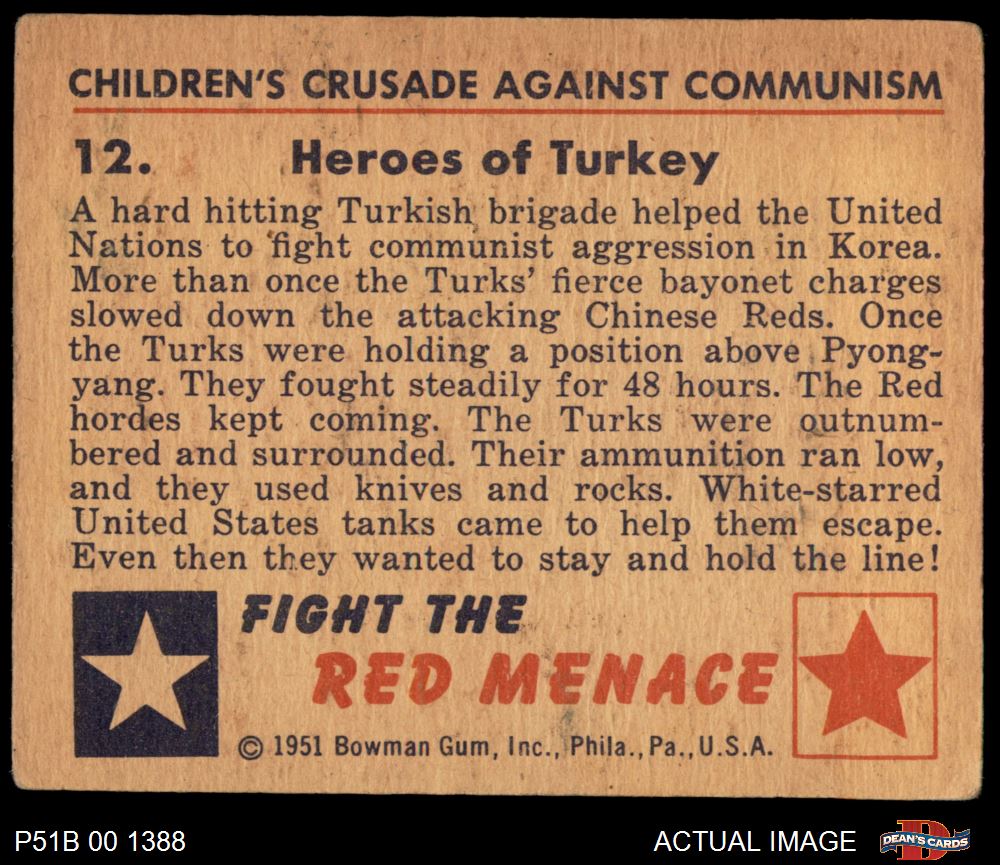 CHILDREN'S CRUSADE AGAINST COMMUNISM
12. Heroes of Turkey
A hard hitting Turkish brigade helped the United
Nations to fight communist aggression in Korea.
More than once the Turks' fierce bayonet charges
slowed down the attacking Chinese Reds. Once
the Turks were holding a position above Pyong-
yang. They fought steadily for 48 hours. The Red
hordes kept coming. The Turks were outnum-
bered and surrounded. Their ammunition ran low,
and they used knives and rocks. White-starred
United States tanks came to help them escape.
Even then they wanted to stay and hold the line!
FIGHT THE
RED MENACE
© 1951 Bowman Gum, Inc., Phila., Pa., U.S.A.
P51B 00 1388
ACTUAL IMAGE
D
DEAN'S CARDS